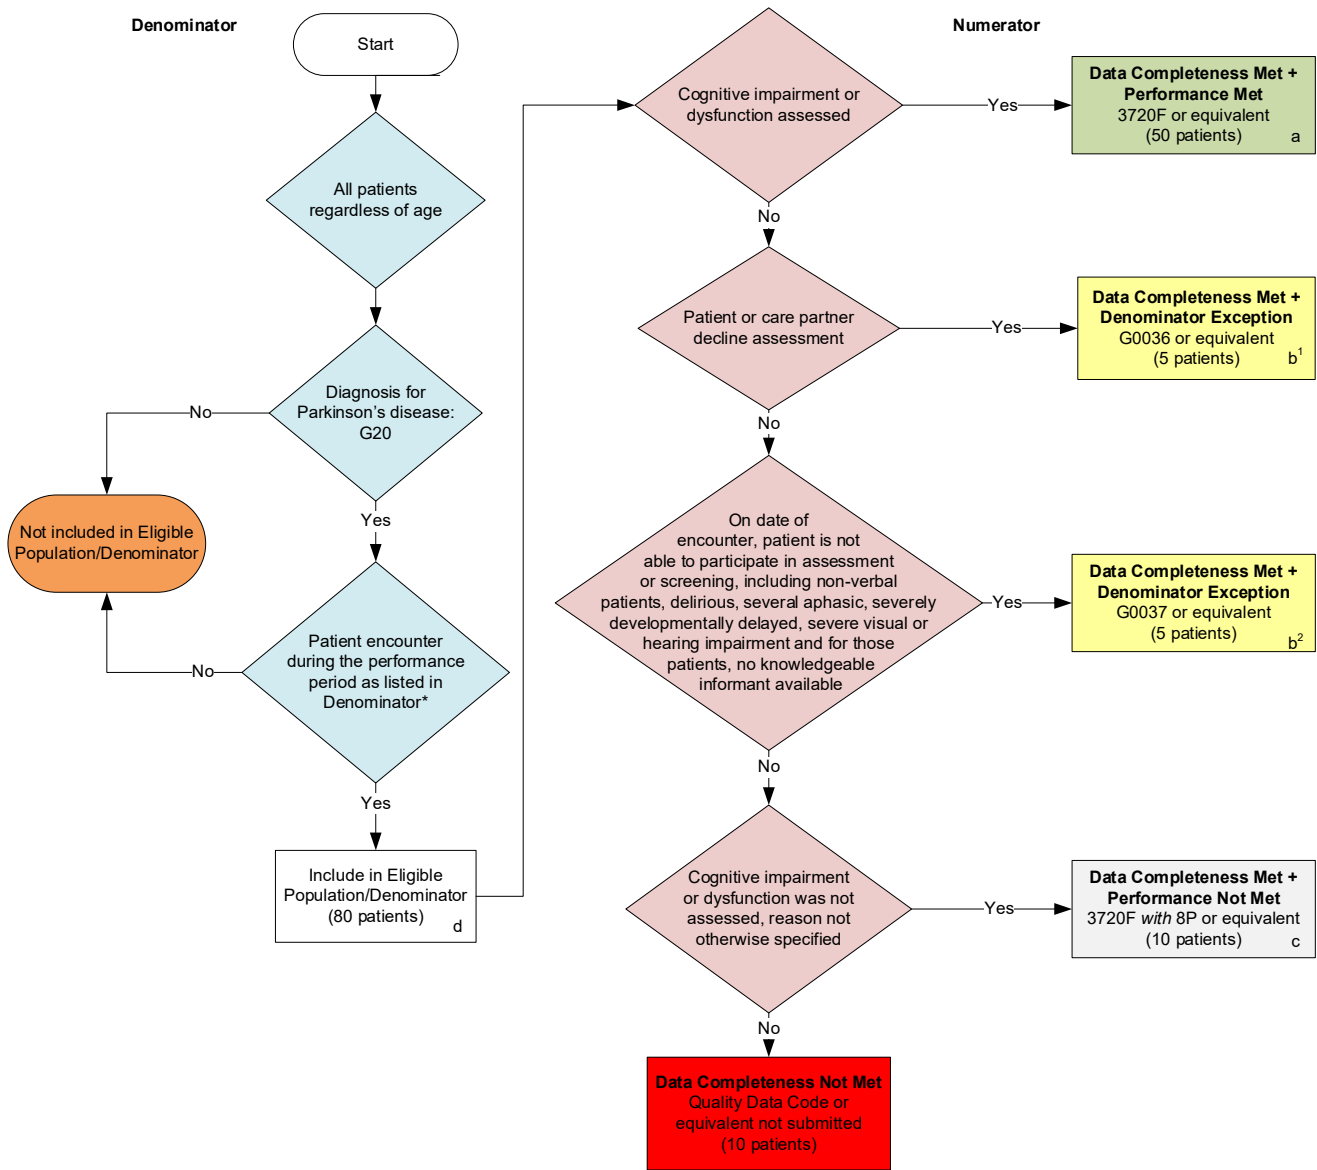 Denominator
Start
All patients
regardless of age
Diagnosis for
Parkinson's disease:
G20
No
Yes
Not included in Eligible
Population/Denominator
Patient encounter
during the performance
period as listed in
Denominator*
No
Yes
Include in Eligible
Population/Denominator
(80 patients)
d
Numerator
Cognitive impairment or
dysfunction assessed
Yes
Data Completeness Met +
Performance Met
3720F or equivalent
(50 patients)
a
No
Patient or care partner
decline assessment
Yes
Data Completeness Met +
Denominator Exception
G0036 or equivalent
(5 patients)
b¹
No
On date of
encounter, patient is not
able to participate in assessment
or screening, including non-verbal
patients, delirious, several aphasic, severely
developmentally delayed, severe visual or
hearing impairment and for those
patients, no knowledgeable
informant available
Yes
Data Completeness Met +
Denominator Exception
G0037 or equivalent
(5 patients)
b²
No
Cognitive impairment
or dysfunction was not
assessed, reason not
otherwise specified
Yes
Data Completeness Met +
Performance Not Met
3720F with 8P or equivalent
(10 patients)
c
No
Data Completeness Not Met
Quality Data Code or
equivalent not submitted
(10 patients)